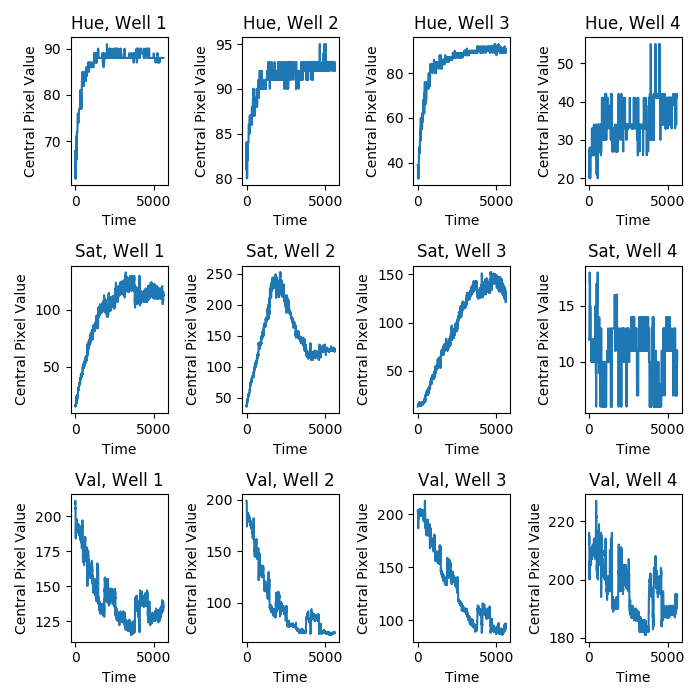 Hue, Well 1 Hue, Well 2 Hue, Well 3 Hue, Well 4
Central Pixel Value Central Pixel Value Central Pixel Value Central Pixel Value
90 95 80 50
80 90 60 40
70 85 40 30
80 20
0 5000 0 5000 0 5000 0 5000
Time Time Time Time
Sat, Well 1 Sat, Well 2 Sat, Well 3 Sat, Well 4
Central Pixel Value Central Pixel Value Central Pixel Value Central Pixel Value
100 250 150 15
50 200 100 10
150 50
100
50
0 5000 0 5000 0 5000 0 5000
Time Time Time Time
Val, Well 1 Val, Well 2 Val, Well 3 Val, Well 4
Central Pixel Value Central Pixel Value Central Pixel Value Central Pixel Value
200 200 200 220
175 150 150 200
150 100 100 180
125
0 5000 0 5000 0 5000 0 5000
Time Time Time Time